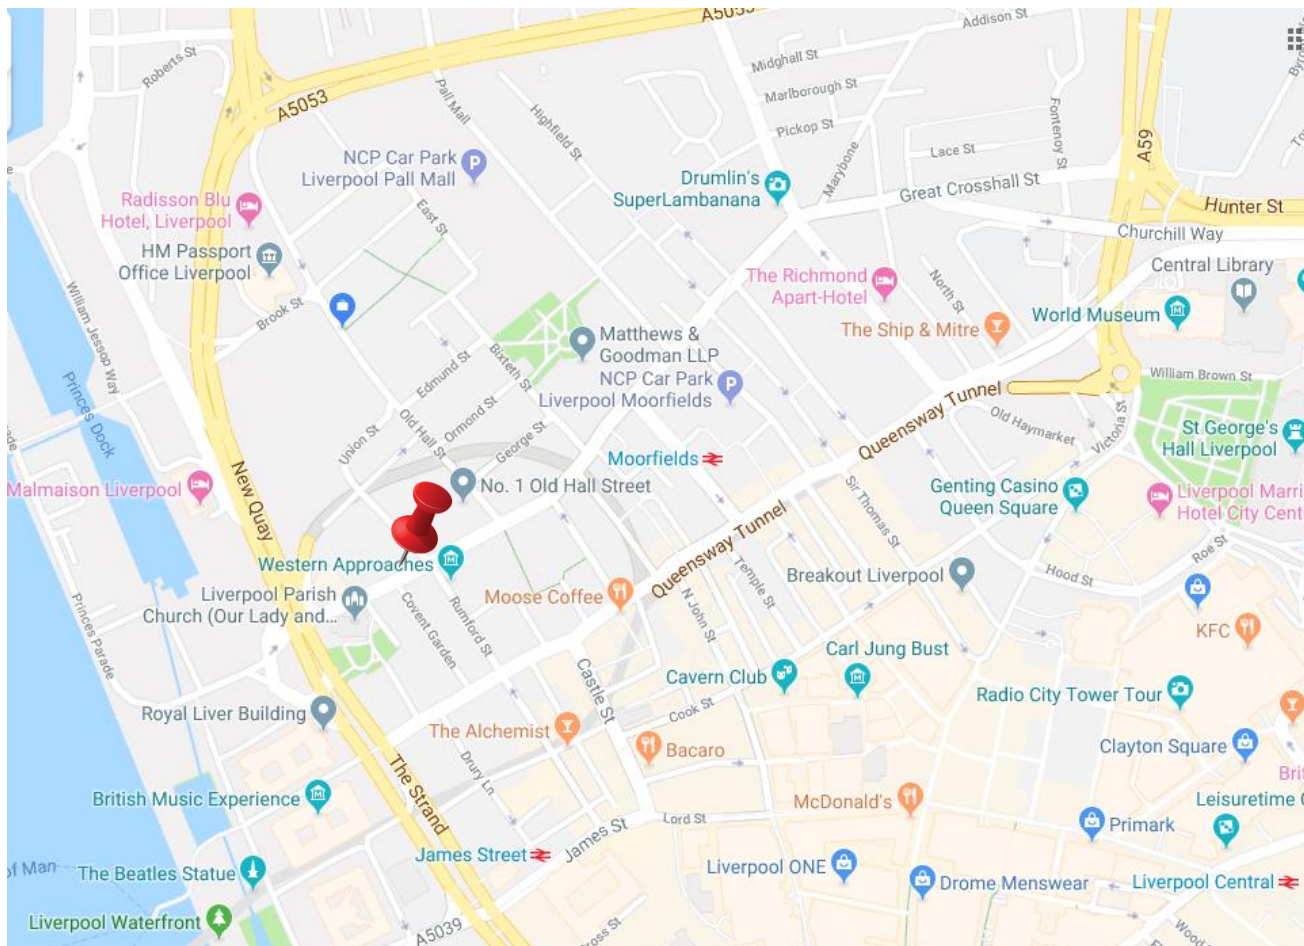 A5053
Addison St
Roberts St
Midghall St
Marlborough St
Pall Mall
A5053
Highfield St
Pickop St
Fontenoy St
A59
Lace St
Marybone
NCP Car Park
Liverpool Pall Mall
Drumlin's
SuperLambanana
Great Crosshall St
Hunter St
Radisson Blu
Hotel, Liverpool
East St
Churchill Way
HM Passport
Office Liverpool
The Richmond
Apart-Hotel
North St
Central Library
William Jessop Way
Brook St
World Museum
The Ship & Mitre
Matthews &
Goodman LLP
Bixteth St
Edmund St
NCP Car Park
Liverpool Moorfields
Princes Dock
William Brown St
Queensway Tunnel
Old Haymarket
Victoria St
St George's
Hall Liverpool
Old Hall St
Ormond St
Union St
George St
Moorfields
Malmaison Liverpool
New Quay
No. 1 Old Hall Street
Sir Thomas St
Genting Casino
Queen Square
Liverpool Marri
Hotel City Cent
Queensway Tunnel
Roe St
Western Approaches
Temple St
Breakout Liverpool
Hood St
Liverpool Parish
Church (Our Lady and…
Moose Coffee
N John St
Covent Garden
Rumford St
Princes Parade
KFC
Carl Jung Bust
Cavern Club
Castle St
Radio City Tower Tour
Royal Liver Building
Cook St
The Alchemist
Bacaro
Clayton Square
Drury Ln
The Strand
British Music Experience
McDonald's
Leisuretime
Lord St
Primark
James St
James Street
Liverpool ONE
The Beatles Statue
of Man
Drome Menswear
Liverpool Central
Liverpool Waterfront
A5039